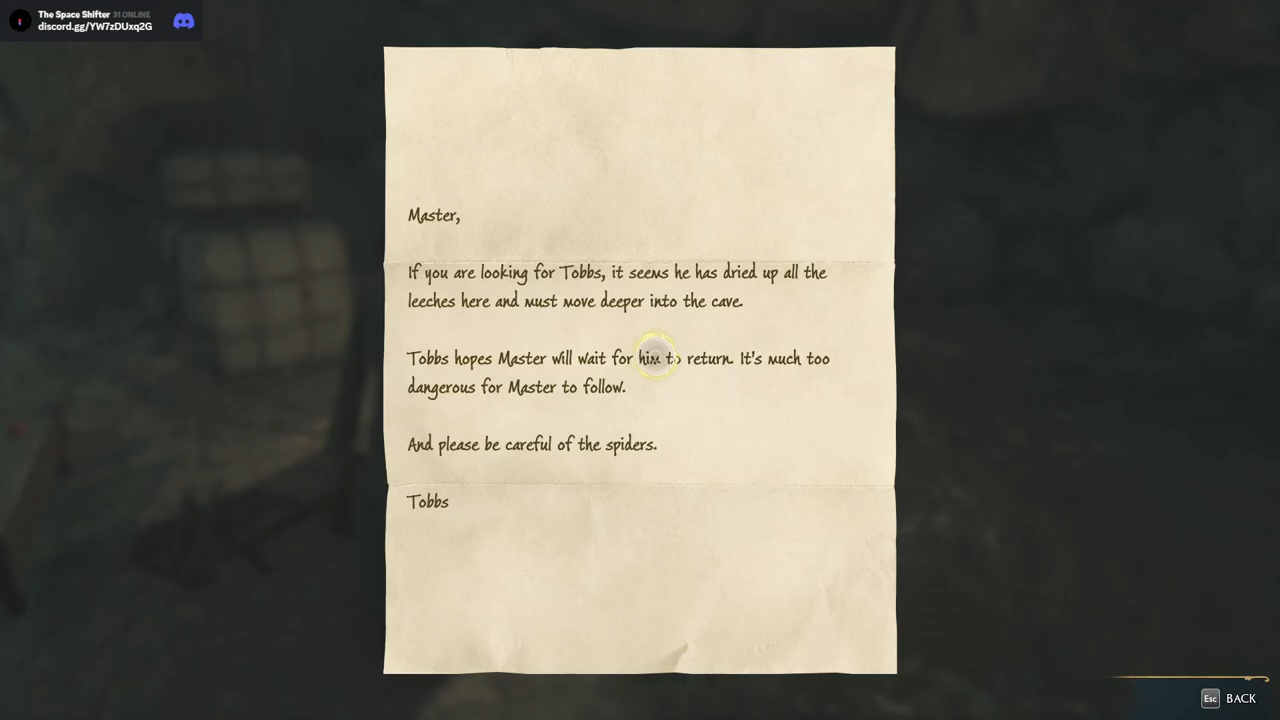 The Space Shifter 31 ONLINE
discord.gg/YW7zDUxq2G
Master,
If you are looking for Tobbs, it seems he has dried up all the
leeches here and must move deeper into the cave.
Tobbs hopes Master will wait for him to return. It's much too
dangerous for Master to follow.
And please be careful of the spiders.
Tobbs
Esc BACK